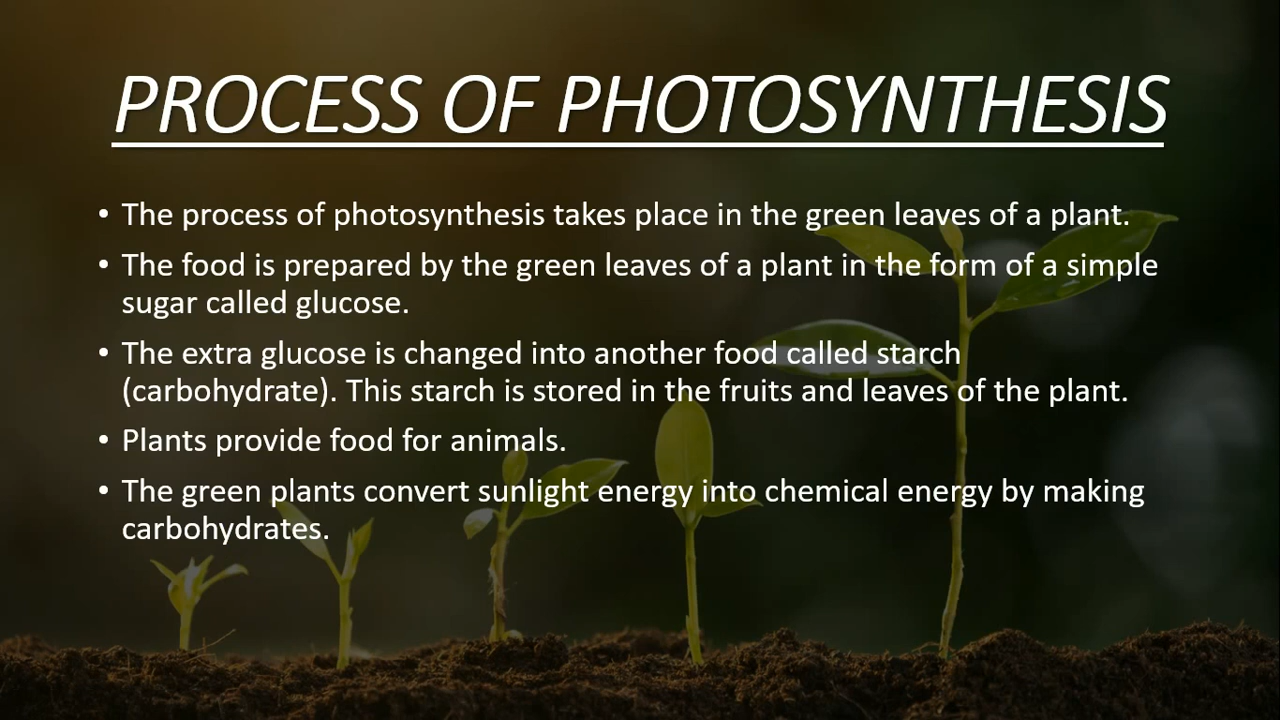 PROCESS OF PHOTOSYNTHESIS
• The process of photosynthesis takes place in the green leaves of a plant.
• The food is prepared by the green leaves of a plant in the form of a simple
sugar called glucose.
• The extra glucose is changed into another food called starch
(carbohydrate). This starch is stored in the fruits and leaves of the plant.
• Plants provide food for animals.
• The green plants convert sunlight energy into chemical energy by making
carbohydrates.